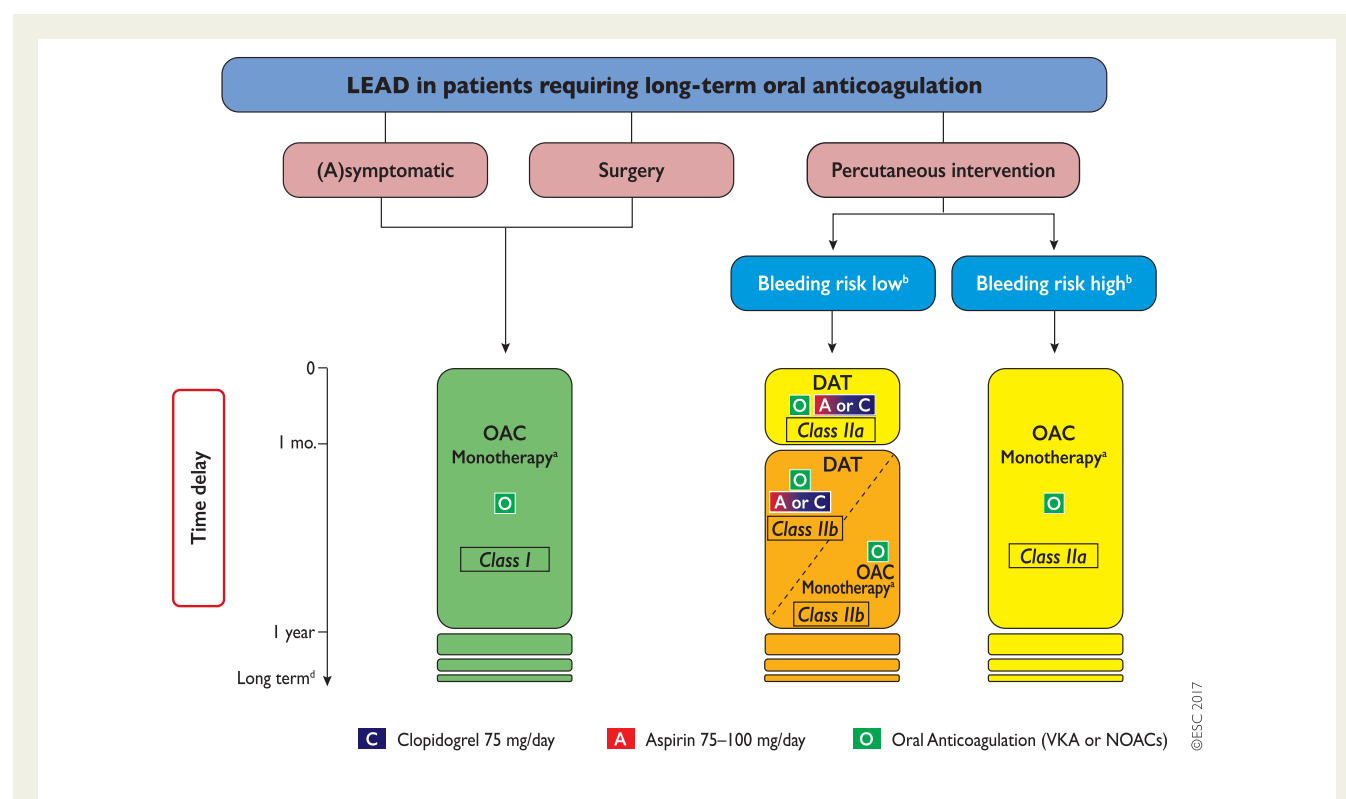 LEAD in patients requiring long-term oral anticoagulation
(A)symptomatic
Surgery
Percutaneous intervention
Bleeding risk lowᵇ
Bleeding risk highᵇ
Time delay
0
1 mo.
1 year
Long termᵈ
OAC
Monotherapyᵃ
O
Class I
DAT
O A or C
Class IIa
DAT
O
A or C
Class IIb
O
OAC
Monotherapyᵃ
Class IIb
OAC
Monotherapyᵃ
O
Class IIa
C Clopidogrel 75 mg/day
A Aspirin 75–100 mg/day
O Oral Anticoagulation (VKA or NOACs)
©ESC 2017